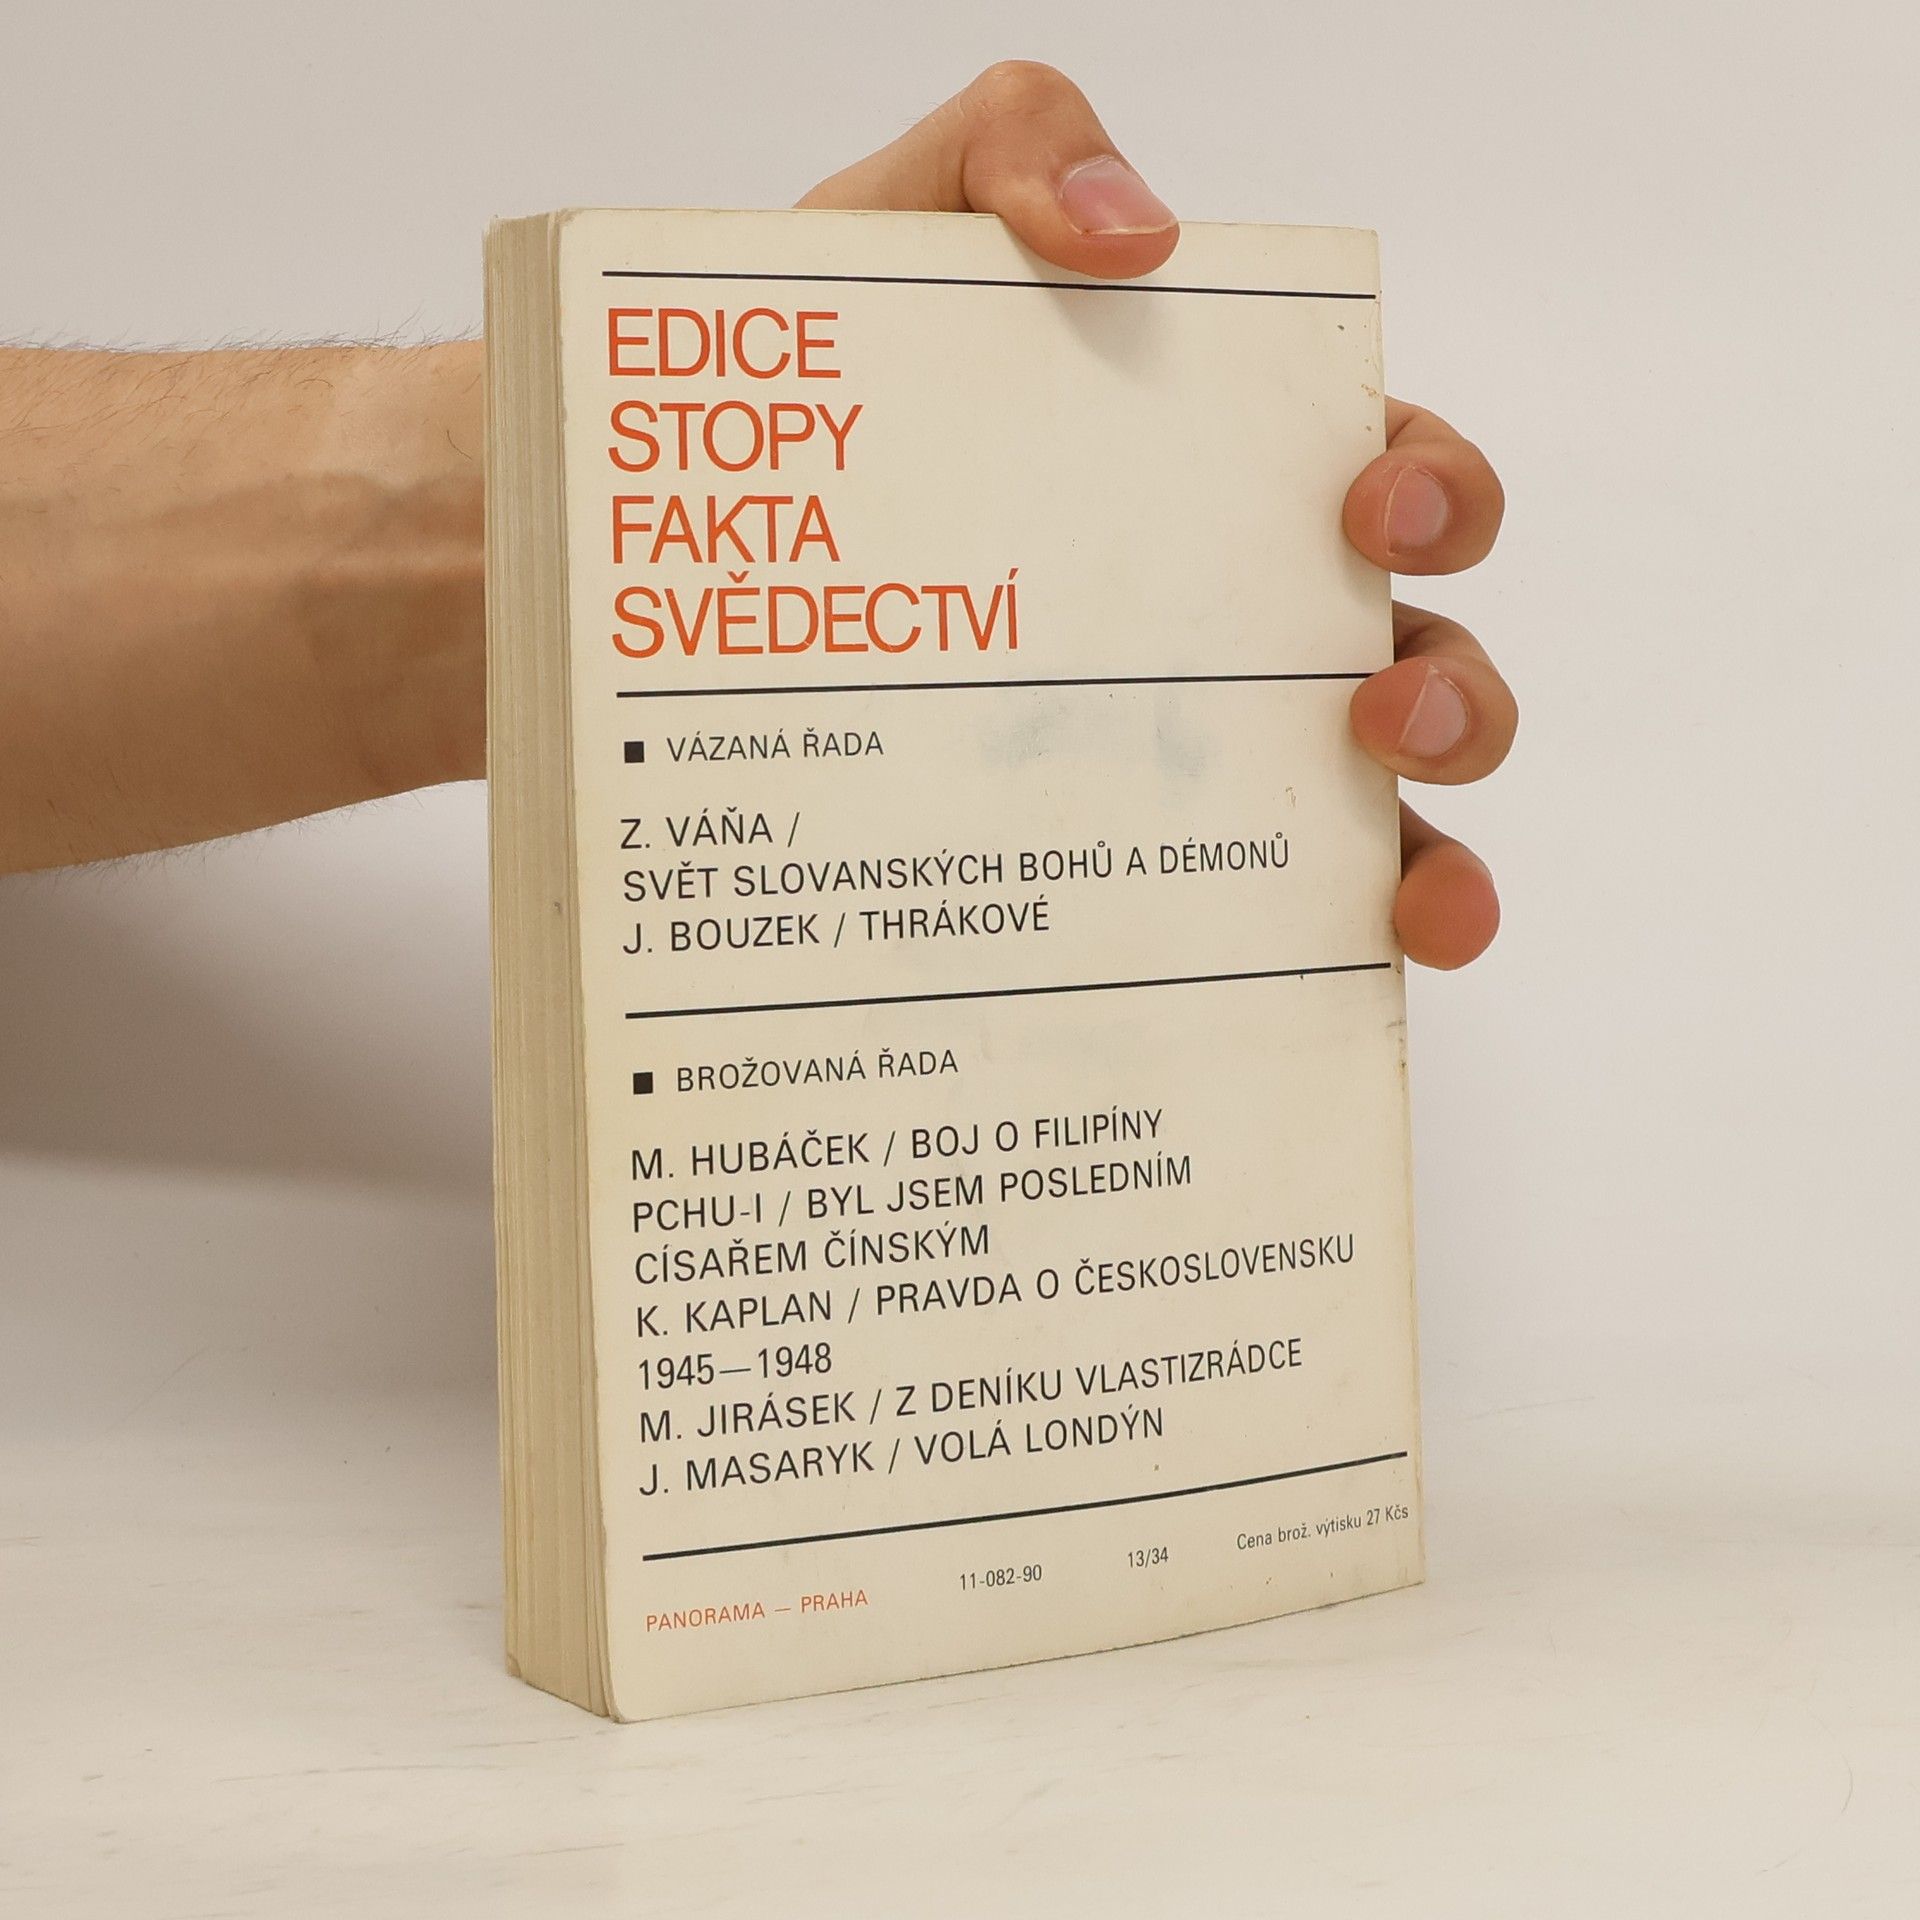 EDICE
STOPY
FAKTA
SVĚDECTVÍ
■ VÁZANÁ ŘADA
Z. VÁŇA /
SVĚT SLOVANSKÝCH BOHŮ A DÉMONŮ
J. BOUZEK / THRÁKOVÉ
■ BROŽOVANÁ ŘADA
M. HUBÁČEK / BOJ O FILIPÍNY
PCHU-I / BYL JSEM POSLEDNÍM
CÍSAŘEM ČÍNSKÝM
K. KAPLAN / PRAVDA O ČESKOSLOVENSKU
1945—1948
M. JIRÁSEK / Z DENÍKU VLASTIZRÁDCE
J. MASARYK / VOLÁ LONDÝN
PANORAMA — PRAHA 11-082-90 13/34 Cena brož. výtisku 27 Kčs